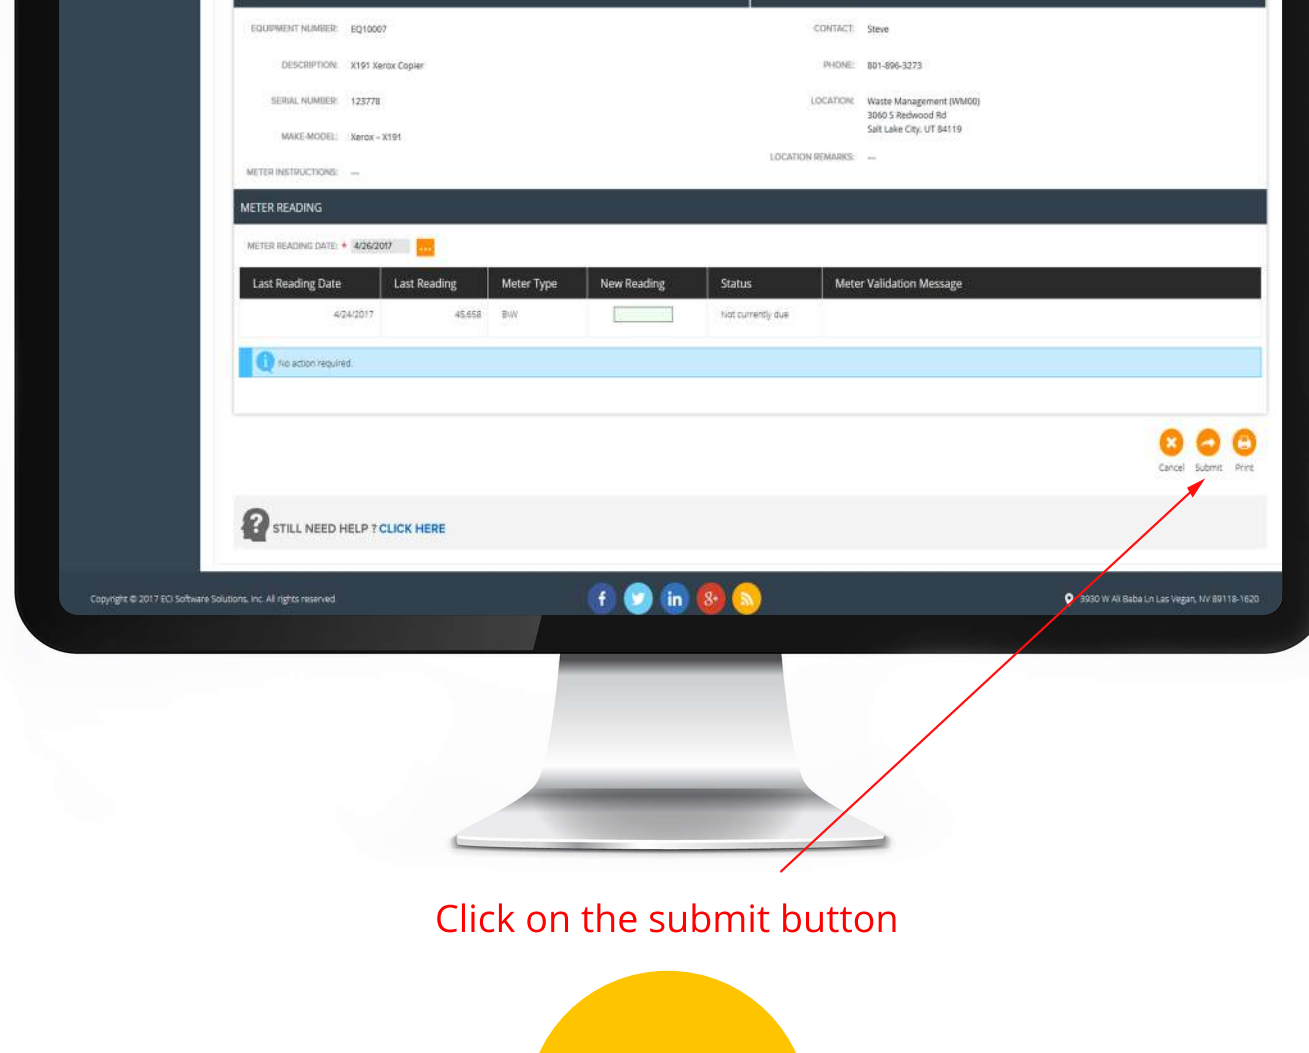 EQUIPMENT NUMBER: EQ10007
CONTACT: Steve
DESCRIPTION: X191 Xerox Copier
PHONE: 801-896-3273
SERIAL NUMBER: 123778
LOCATION: Waste Management (WM00)
3060 S Redwood Rd
Salt Lake City, UT 84119
MAKE-MODEL: Xerox – X191
LOCATION REMARKS: —
METER INSTRUCTIONS: —
METER READING
METER READING DATE: * 4/26/2017 ...
Last Reading Date Last Reading Meter Type New Reading Status Meter Validation Message
4/24/2017 45,658 B\W Not currently due
No action required.
Cancel Submit Print
? STILL NEED HELP ? CLICK HERE
Copyright © 2017 ECI Software Solutions, Inc. All rights reserved.
f in 8+
3930 W Ali Baba Ln Las Vegan, NV 89118-1620
Click on the submit button